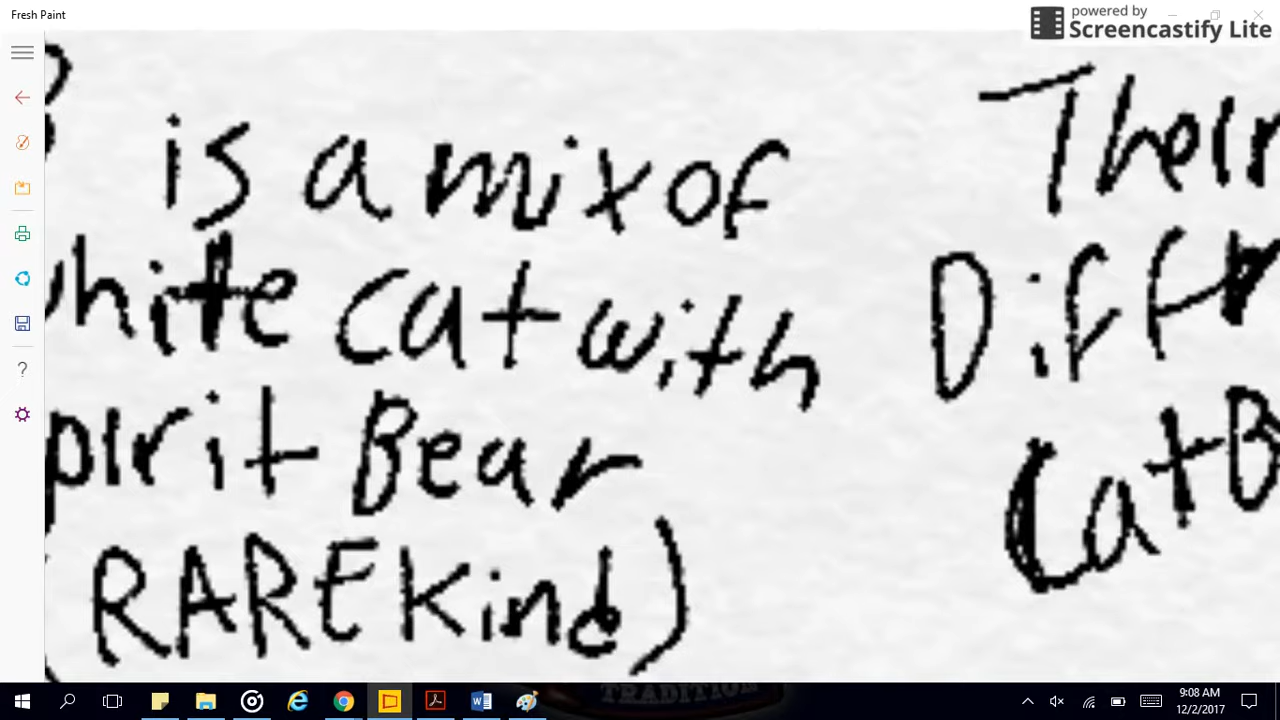 Fresh Paint
powered by
Screencastify Lite
is a mix of
hite cat with
pirit Bear
(RARE Kind)
Their
Diff
CatB
?
TRADITION
9:08 AM
12/2/2017